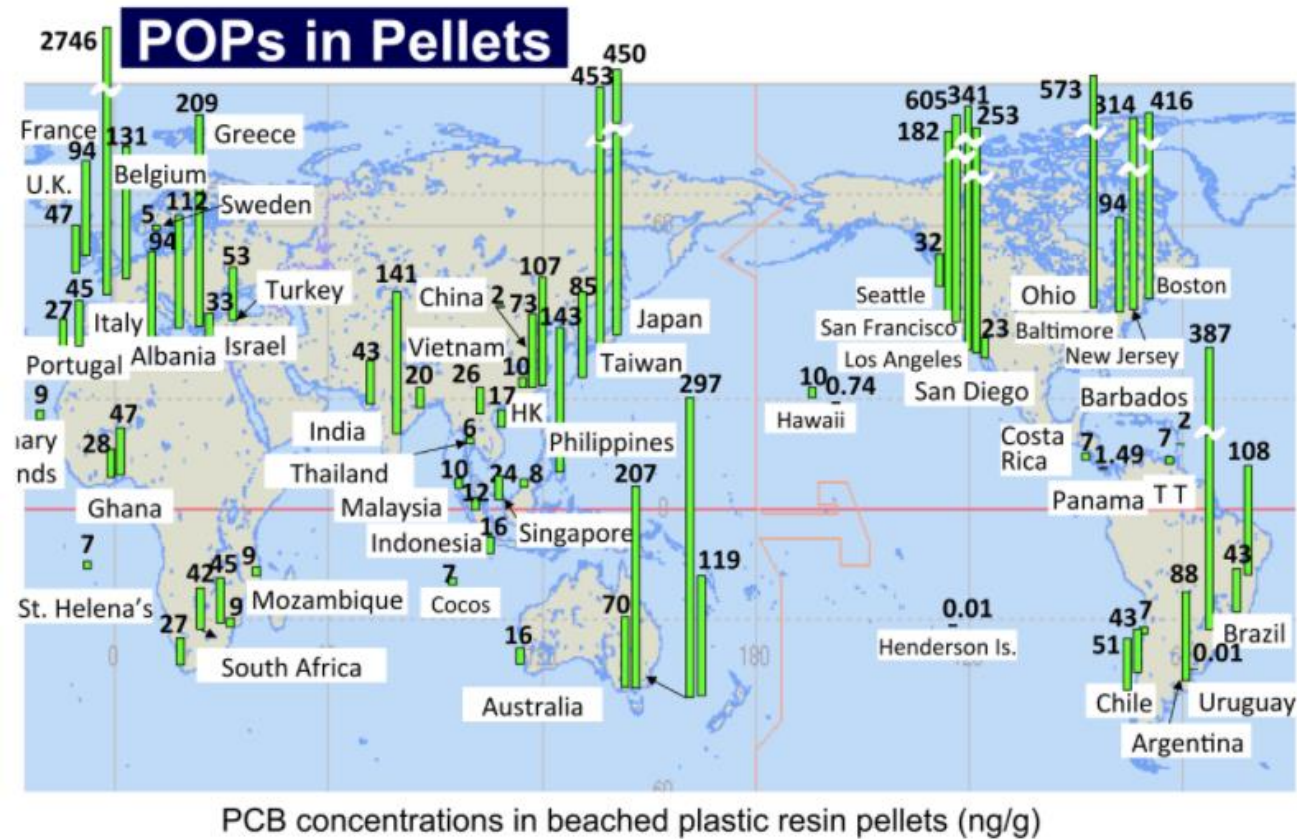 POPs in Pellets
2746
450
453
209
605
341
573
314
416
182
253
France
131
Greece
94
U.K.
Belgium
47
5
112
Sweden
94
94
32
53
141
107
Turkey
China
2
85
Seattle
Ohio
Boston
45
27
73
143
Japan
Italy
33
San Francisco
23
Baltimore
Portugal
Albania
Israel
43
Vietnam
Taiwan
Los Angeles
New Jersey
387
20
26
10
297
10
0.74
San Diego
Barbados
9
47
17
HK
Hawaii
2
ary
India
Philippines
Costa
Rica
7
7
28
6
1.49
108
nds
Thailand
10
24
8
207
Panama
T T
Ghana
Malaysia
12
0
Singapore
Indonesia
16
7
9
119
43
42
45
88
St. Helena's
Mozambique
7
Cocos
70
0.01
43
7
27
9
Henderson Is.
51
Brazil
0
South Africa
16
180
0.01
Australia
Chile
Uruguay
Argentina
60
PCB concentrations in beached plastic resin pellets (ng/g)